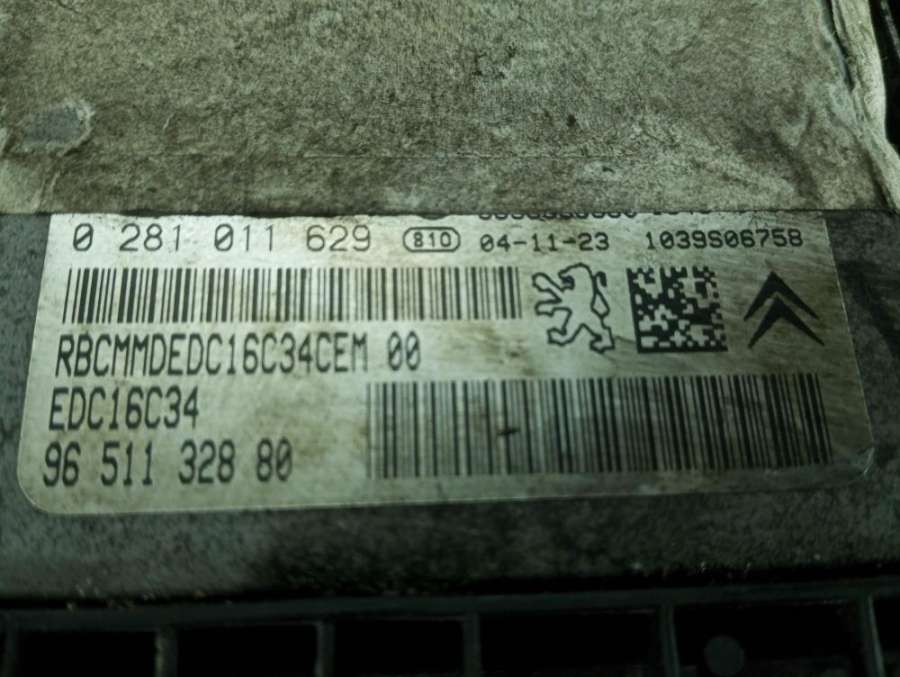 0 281 011 629 810 04-11-23 1039S06758
RBCMMDEDC16C34CEM 00
EDC16C34
96 511 328 80